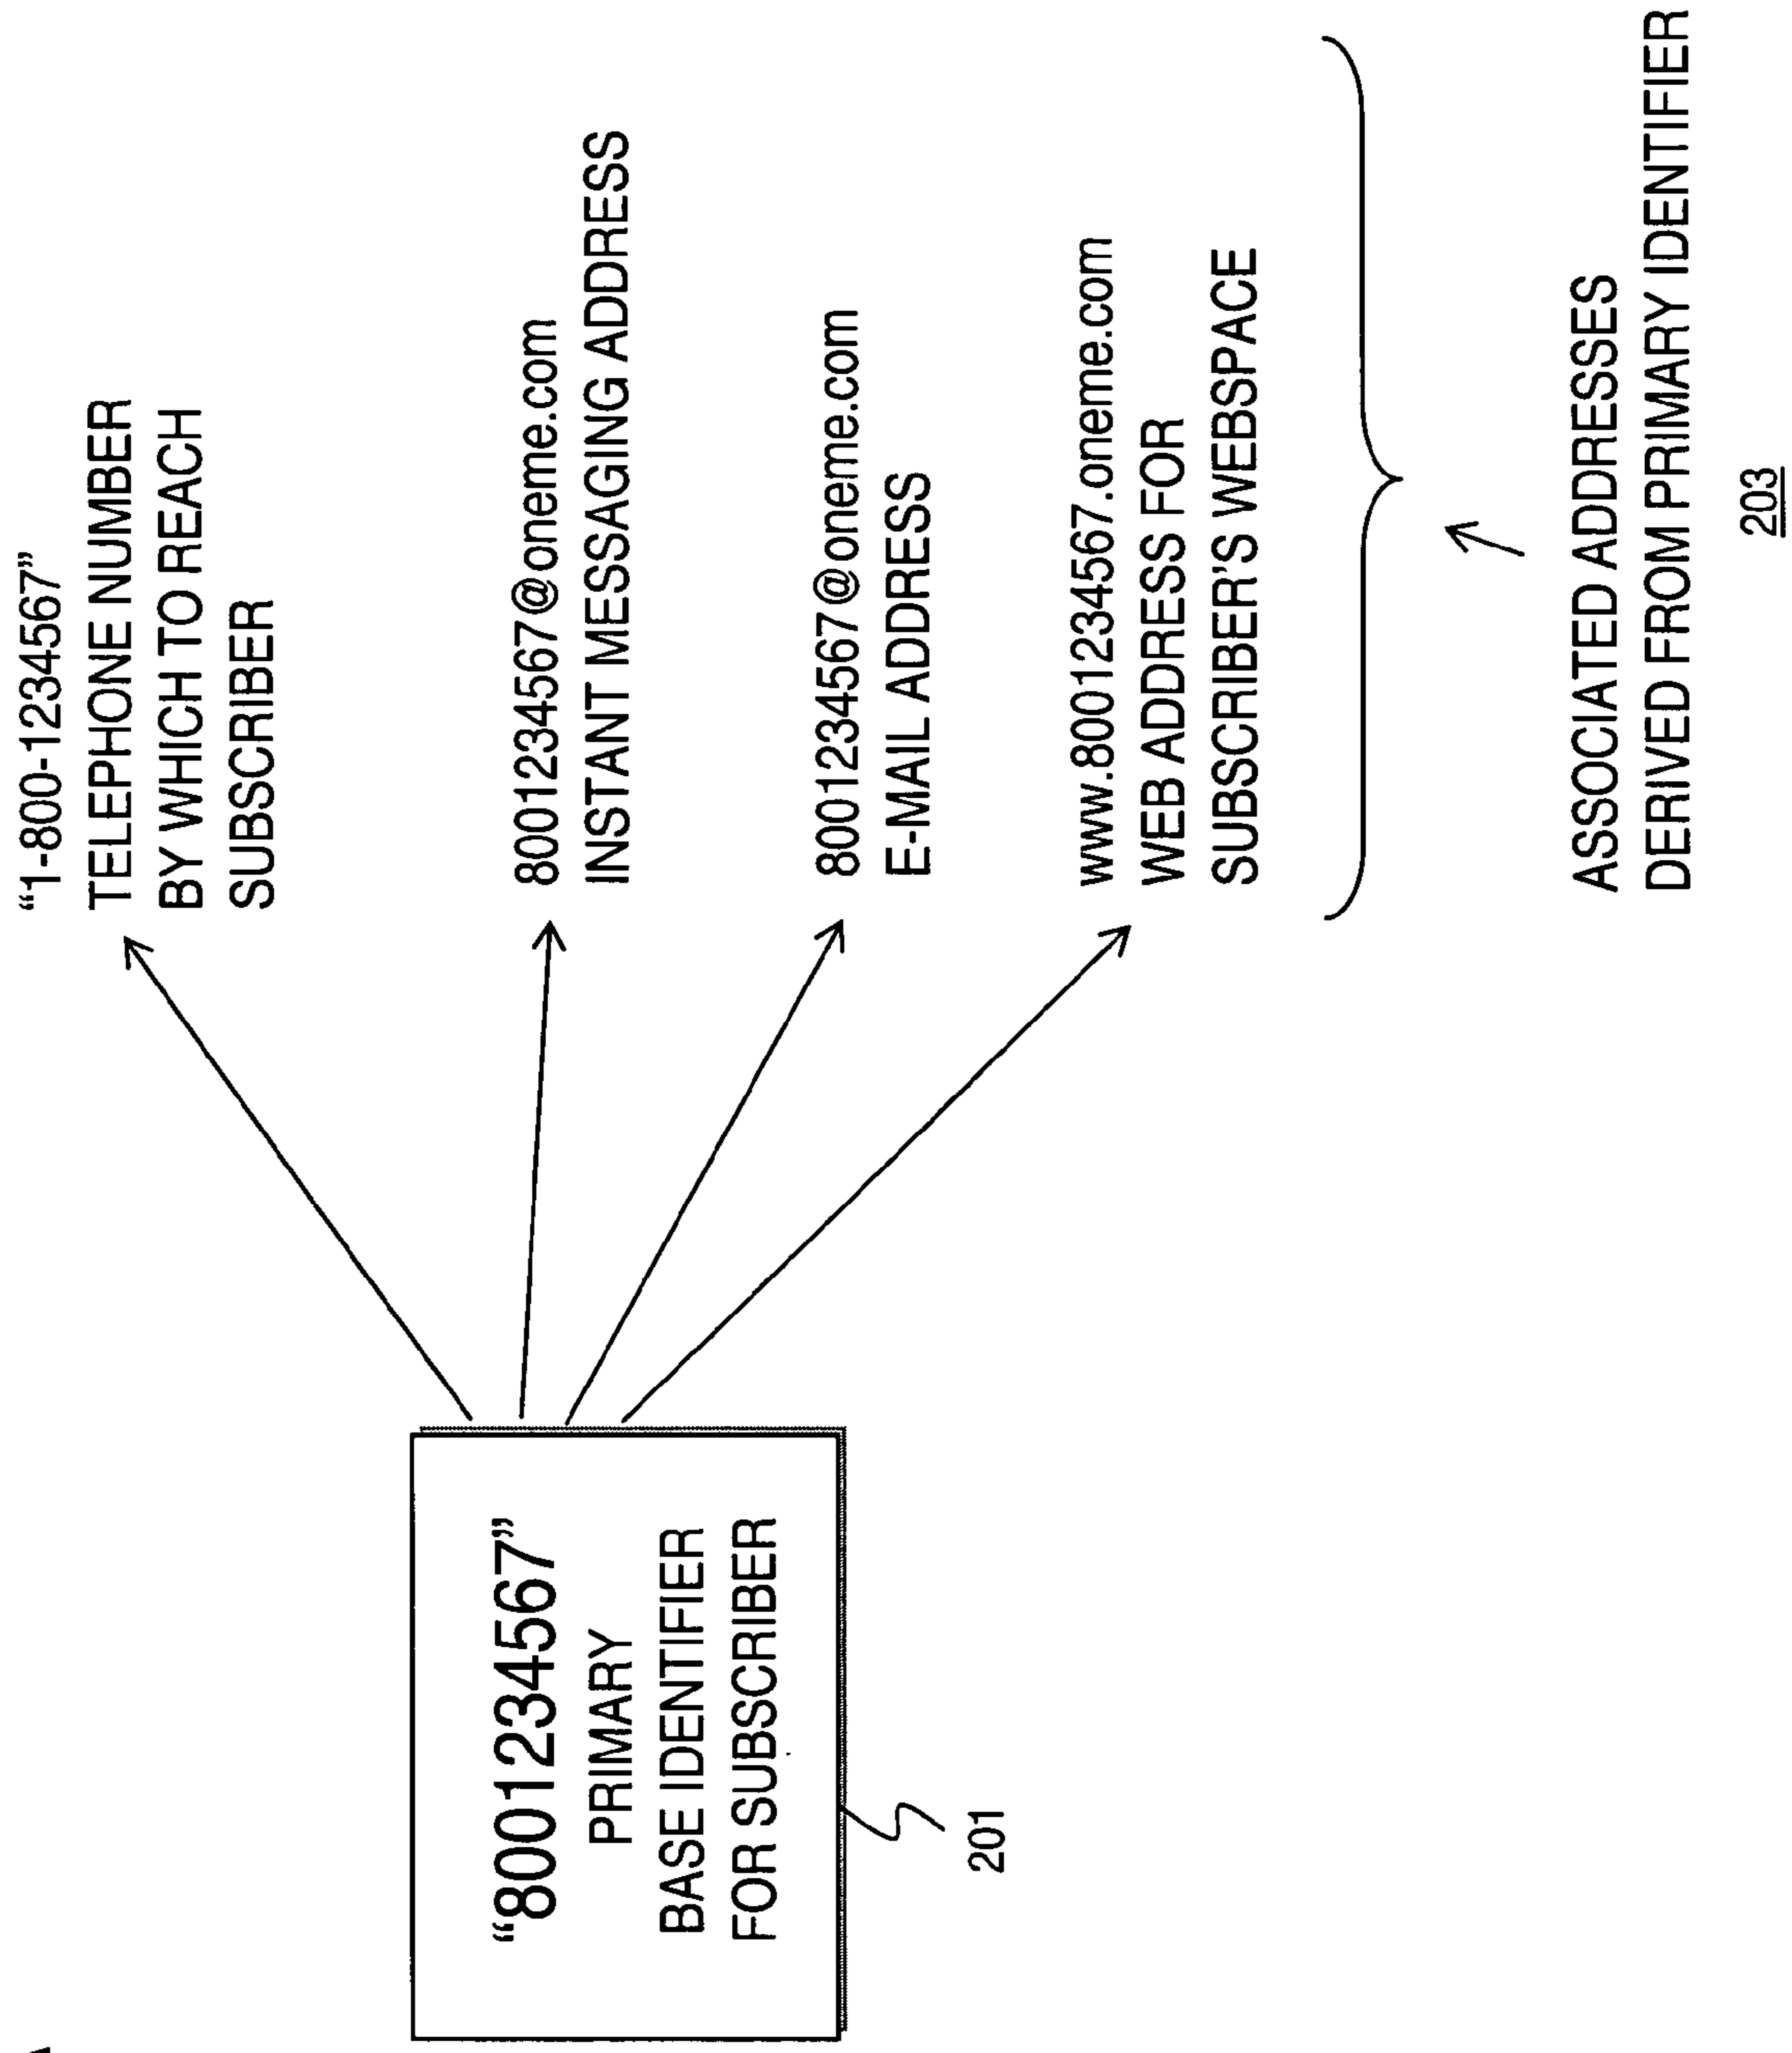 "8001234567"
PRIMARY
BASE IDENTIFIER
FOR SUBSCRIBER
201
"1-800-1234567"
TELEPHONE NUMBER
BY WHICH TO REACH
SUBSCRIBER
8001234567@oneme.com
INSTANT MESSAGING ADDRESS
8001234567@oneme.com
E-MAIL ADDRESS
www.8001234567.oneme.com
WEB ADDRESS FOR
SUBSCRIBER'S WEBSPACE
ASSOCIATED ADDRESSES
DERIVED FROM PRIMARY IDENTIFIER
203